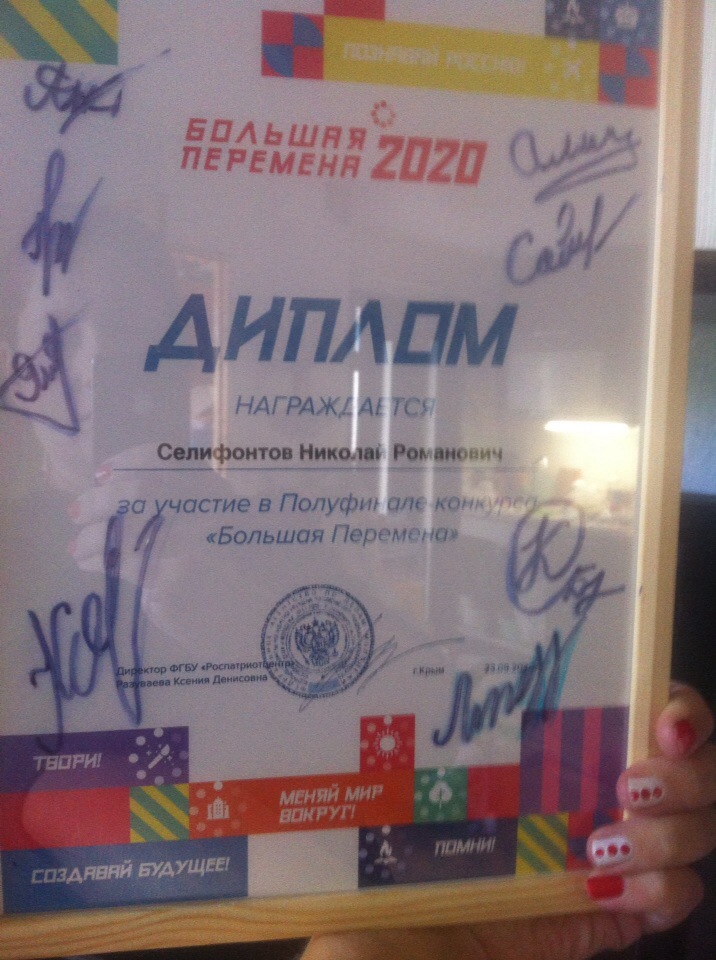 ПОЗНАВАЙ РОССИЮ!
БОЛЬШАЯ
ПЕРЕМЕНА 2020
ДИПЛОМ
НАГРАЖДАЕТСЯ
Селифонтов Николай Романович
за участие в Полуфинале конкурса
«Большая Перемена»
Директор ФГБУ «Роспатриотцентр»
Разуваева Ксения Денисовна
г.Крым
ТВОРИ!
МЕНЯЙ МИР
ВОКРУГ!
ПОМНИ!
СОЗДАВАЙ БУДУЩЕЕ!